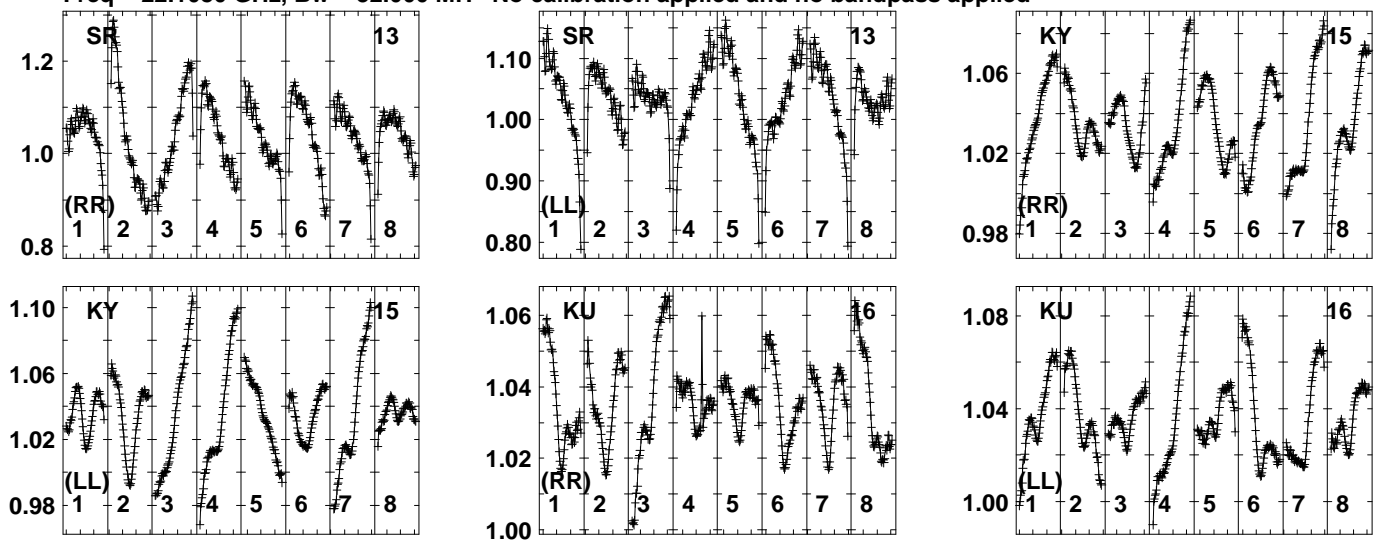 No calibration applied and no bandpass applied
SR 13
1.2
1.0
0.8
(RR)
1 2 3 4 5 6 7 8
SR 13
1.10
1.00
0.90
0.80
(LL)
1 2 3 4 5 6 7 8
KY 15
1.06
1.02
0.98
(RR)
1 2 3 4 5 6 7 8
KY 15
1.10
1.06
1.02
0.98
(LL)
1 2 3 4 5 6 7 8
KU 16
1.06
1.04
1.02
1.00
(RR)
1 2 3 4 5 6 7 8
KU 16
1.08
1.04
1.00
(LL)
1 2 3 4 5 6 7 8